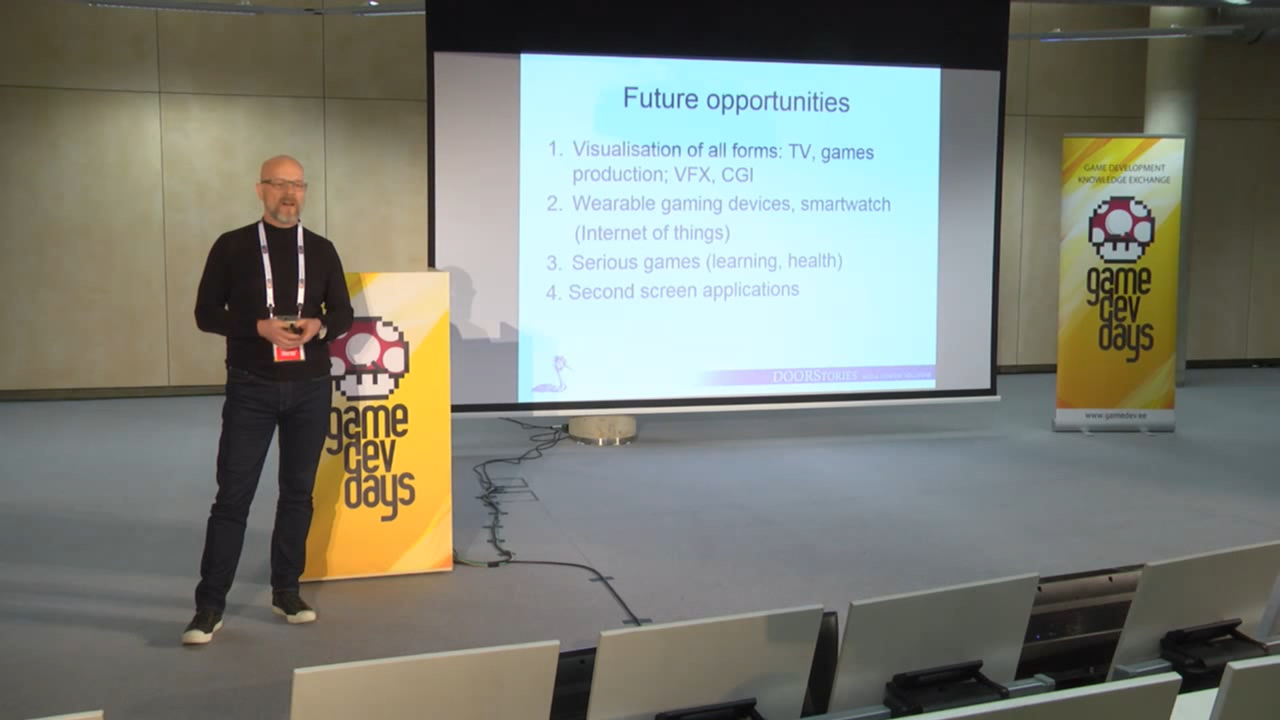 Future opportunities
1. Visualisation of all forms: TV, games
production; VFX, CGI
2. Wearable gaming devices, smartwatch
(Internet of things)
3. Serious games (learning, health)
4. Second screen applications
DOORSTORIES
game
dev
days
GAME DEVELOPMENT
KNOWLEDGE EXCHANGE
game
dev
days
www.gamedev.ee